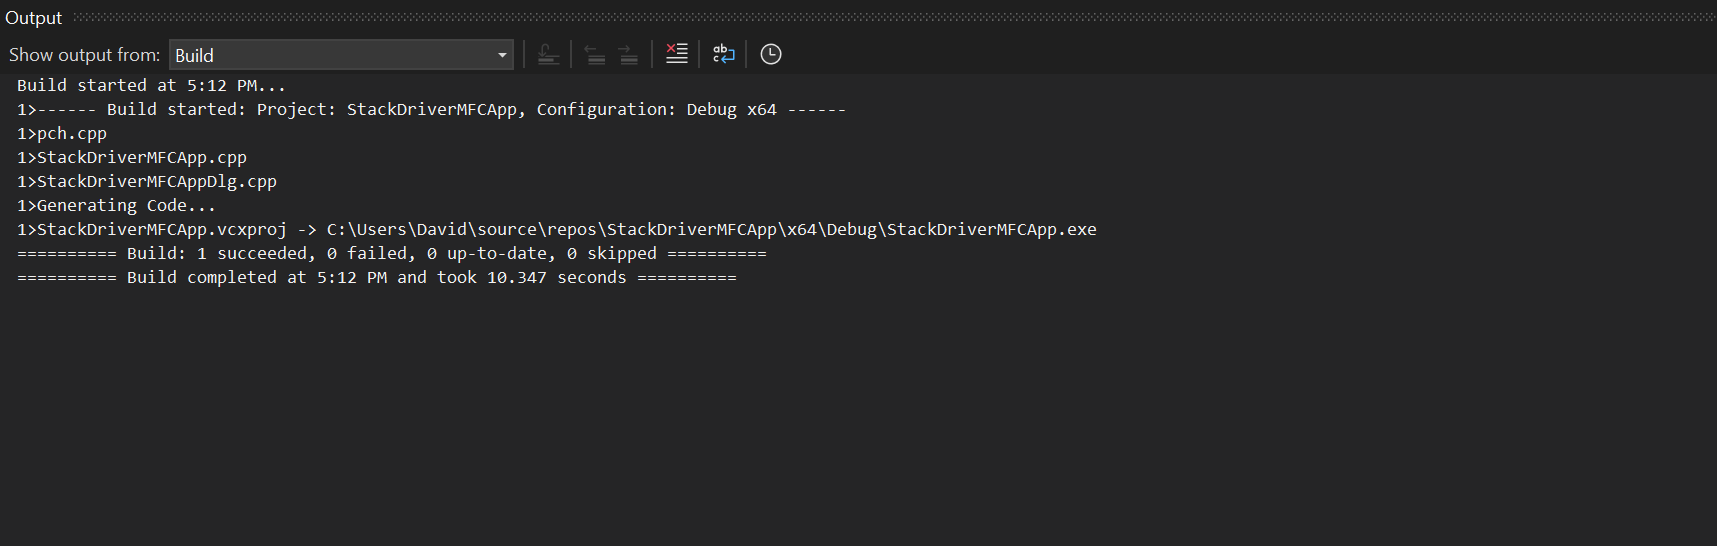 Output
Show output from: Build
Build started at 5:12 PM...
1>------ Build started: Project: StackDriverMFCApp, Configuration: Debug x64 ------
1>pch.cpp
1>StackDriverMFCApp.cpp
1>StackDriverMFCAppDlg.cpp
1>Generating Code...
1>StackDriverMFCApp.vcxproj -> C:\Users\David\source\repos\StackDriverMFCApp\x64\Debug\StackDriverMFCApp.exe
========== Build: 1 succeeded, 0 failed, 0 up-to-date, 0 skipped ==========
========== Build completed at 5:12 PM and took 10.347 seconds ==========